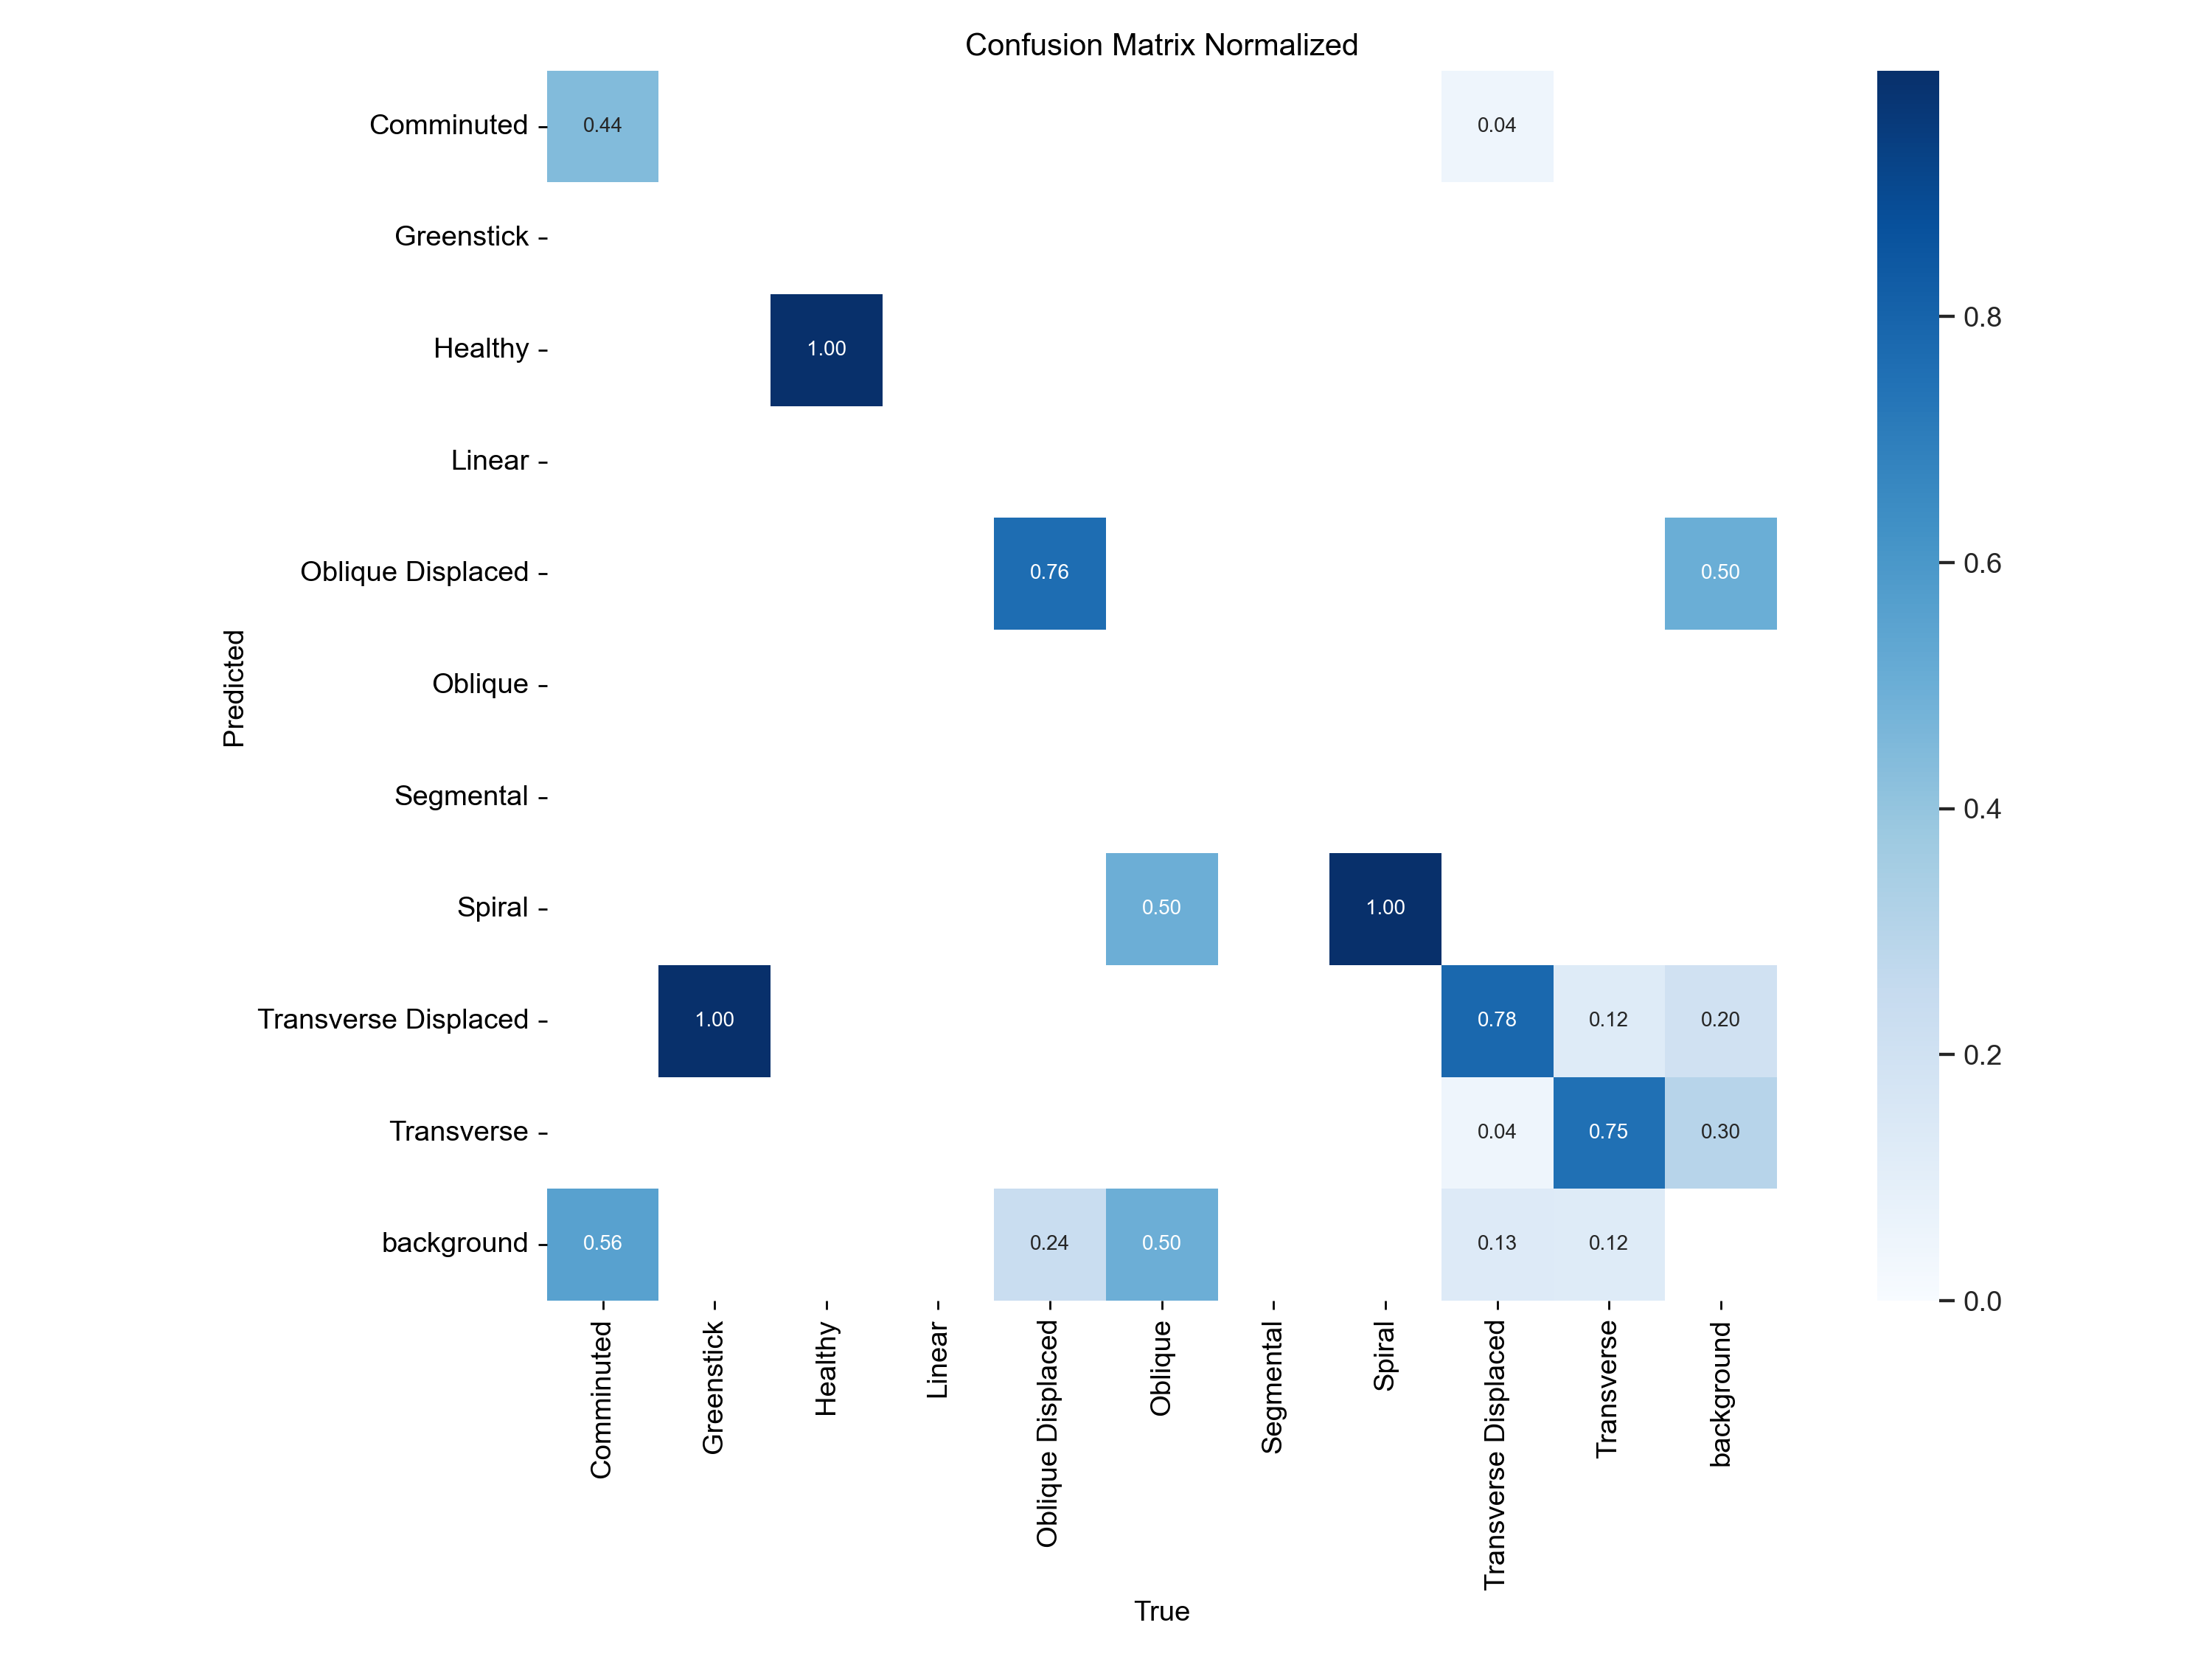 Confusion Matrix Normalized
Comminuted 0.44 0.04
Greenstick
Healthy 1.00
Linear
Oblique Displaced 0.76 0.50
Oblique
Segmental
Spiral 0.50 1.00
Transverse Displaced 1.00 0.78 0.12 0.20
Transverse 0.04 0.75 0.30
background 0.56 0.24 0.50 0.13 0.12
Predicted
Comminuted
Greenstick
Healthy
Linear
Oblique Displaced
Oblique
Segmental
Spiral
Transverse Displaced
Transverse
background
True
0.8
0.6
0.4
0.2
0.0